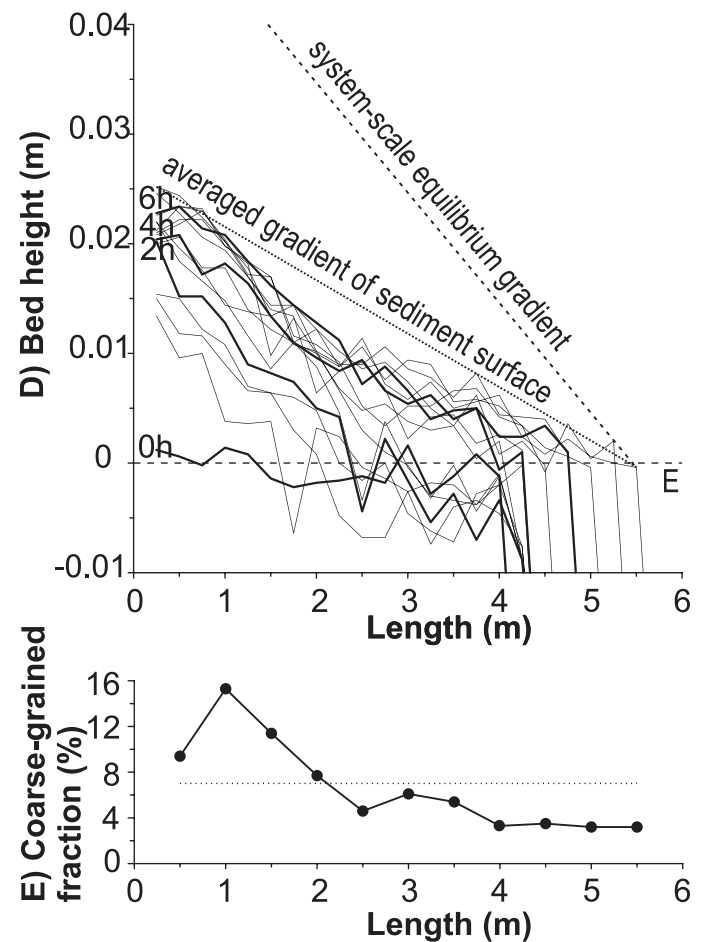 D) Bed height (m)
0.04
0.03
0.02
0.01
0
-0.01
system-scale equilibrium gradient
averaged gradient of sediment surface
6h
4h
2h
0h
E
0 1 2 3 4 5 6
Length (m)
E) Coarse-grained
fraction (%)
16
12
8
4
0
0 1 2 3 4 5 6
Length (m)